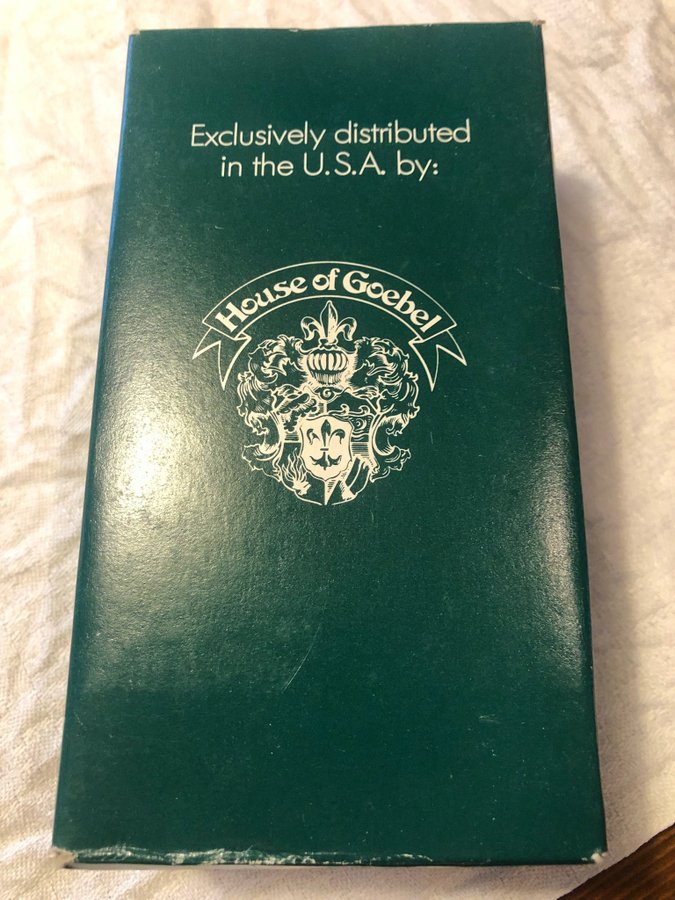 Exclusively distributed
in the U.S.A. by:
House of Goebel